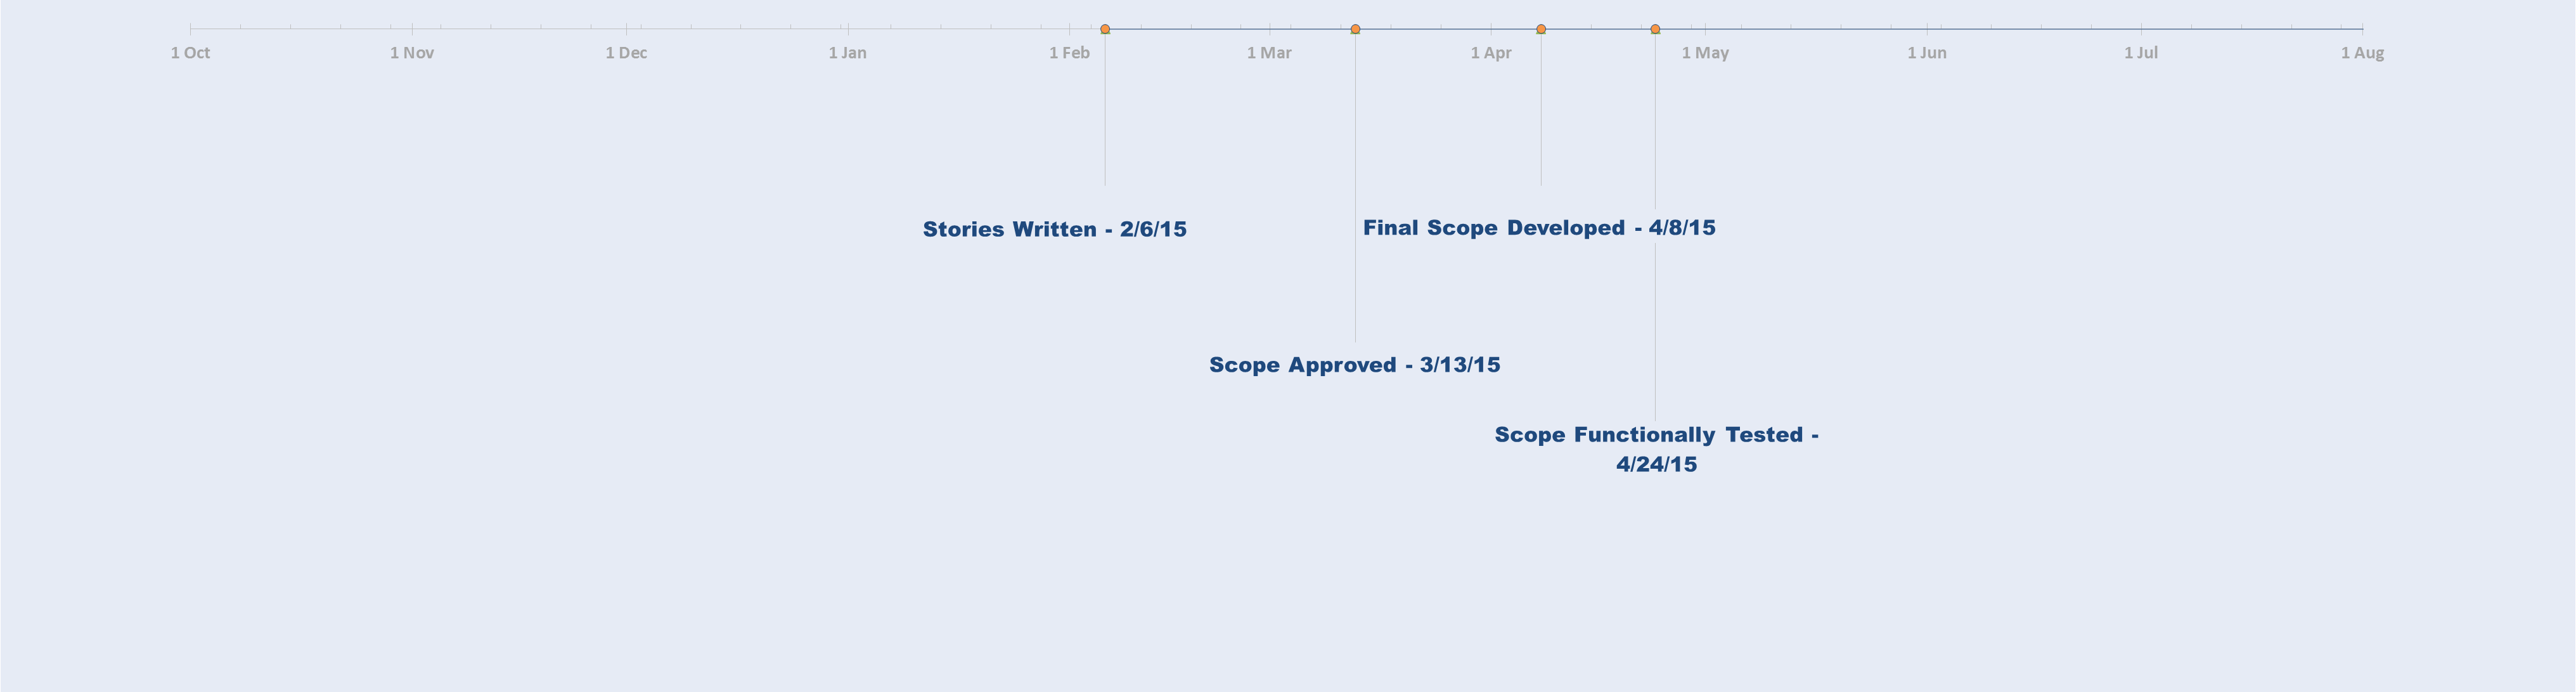 1 Oct 1 Nov 1 Dec 1 Jan 1 Feb 1 Mar 1 Apr 1 May 1 Jun 1 Jul 1 Aug
Stories Written - 2/6/15
Final Scope Developed - 4/8/15
Scope Approved - 3/13/15
Scope Functionally Tested -
4/24/15